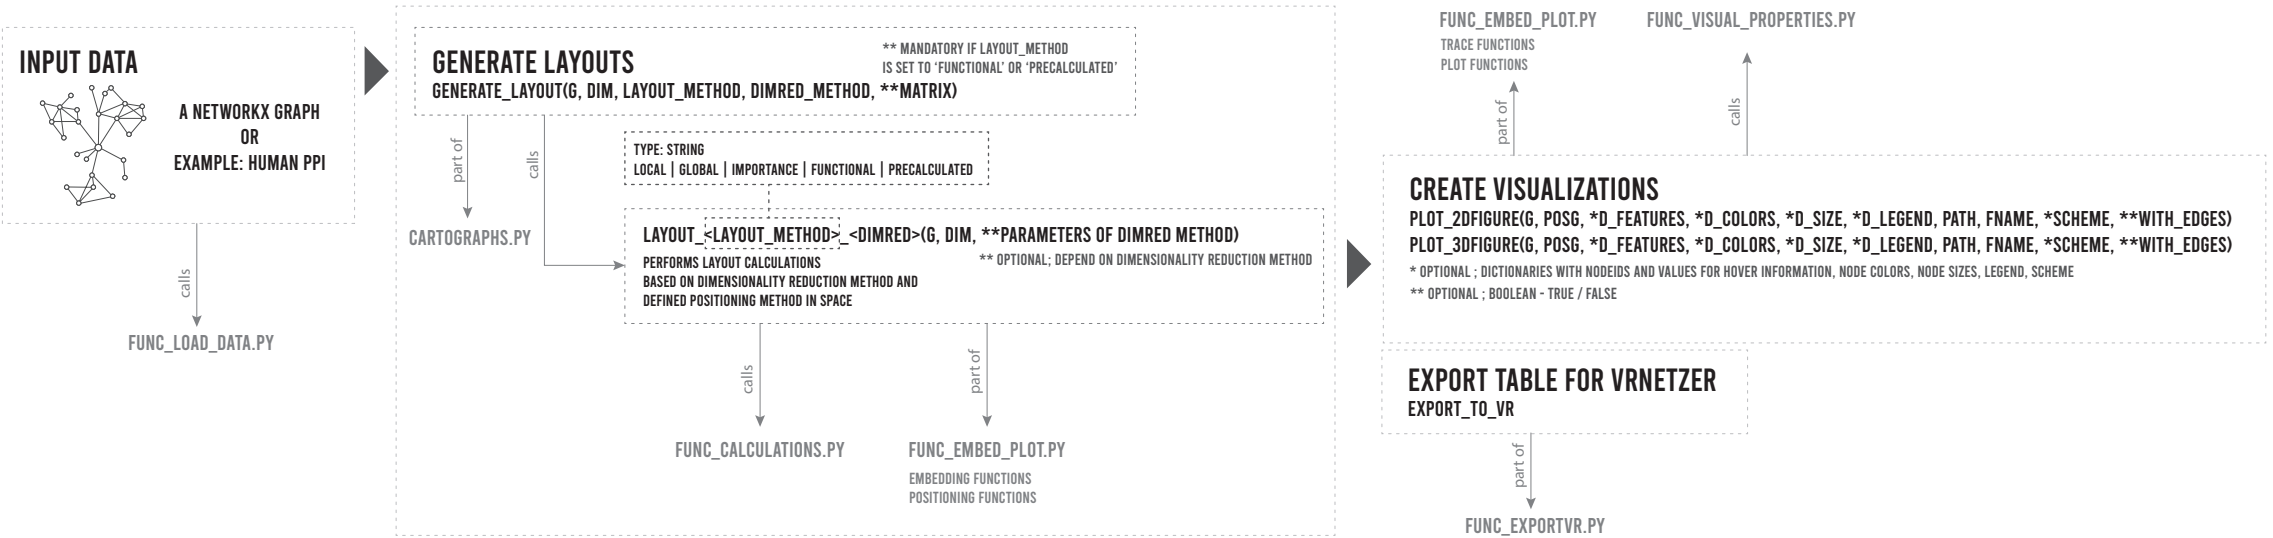 INPUT DATA
A NETWORKX GRAPH
OR
EXAMPLE: HUMAN PPI
calls
FUNC_LOAD_DATA.PY
GENERATE LAYOUTS
** MANDATORY IF LAYOUT_METHOD
IS SET TO ‘FUNCTIONAL’ OR ‘PRECALCULATED’
GENERATE_LAYOUT(G, DIM, LAYOUT_METHOD, DIMRED_METHOD, **MATRIX)
part of
CARTOGRAPHS.PY
calls
TYPE: STRING
LOCAL | GLOBAL | IMPORTANCE | FUNCTIONAL | PRECALCULATED
LAYOUT_<LAYOUT_METHOD>_<DIMRED>(G, DIM, **PARAMETERS OF DIMRED METHOD)
PERFORMS LAYOUT CALCULATIONS
BASED ON DIMENSIONALITY REDUCTION METHOD AND
DEFINED POSITIONING METHOD IN SPACE
** OPTIONAL; DEPEND ON DIMENSIONALITY REDUCTION METHOD
calls
FUNC_CALCULATIONS.PY
part of
FUNC_EMBED_PLOT.PY
EMBEDDING FUNCTIONS
POSITIONING FUNCTIONS
FUNC_EMBED_PLOT.PY
TRACE FUNCTIONS
PLOT FUNCTIONS
part of
FUNC_VISUAL_PROPERTIES.PY
calls
CREATE VISUALIZATIONS
PLOT_2DFIGURE(G, POSG, *D_FEATURES, *D_COLORS, *D_SIZE, *D_LEGEND, PATH, FNAME, *SCHEME, **WITH_EDGES)
PLOT_3DFIGURE(G, POSG, *D_FEATURES, *D_COLORS, *D_SIZE, *D_LEGEND, PATH, FNAME, *SCHEME, **WITH_EDGES)
* OPTIONAL ; DICTIONARIES WITH NODEIDS AND VALUES FOR HOVER INFORMATION, NODE COLORS, NODE SIZES, LEGEND, SCHEME
** OPTIONAL ; BOOLEAN - TRUE / FALSE
EXPORT TABLE FOR VRNETZER
EXPORT_TO_VR
part of
FUNC_EXPORTVR.PY